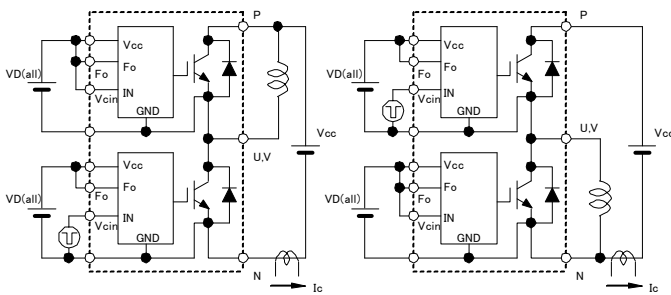 P
Vcc
VD(all)
Fo
IN
Vcin
GND
U,V
Vcc
Vcc
VD(all)
Fo
IN
Vcin
GND
N
Ic
P
Vcc
VD(all)
Fo
IN
Vcin
GND
U,V
Vcc
Vcc
VD(all)
Fo
IN
Vcin
GND
N
Ic